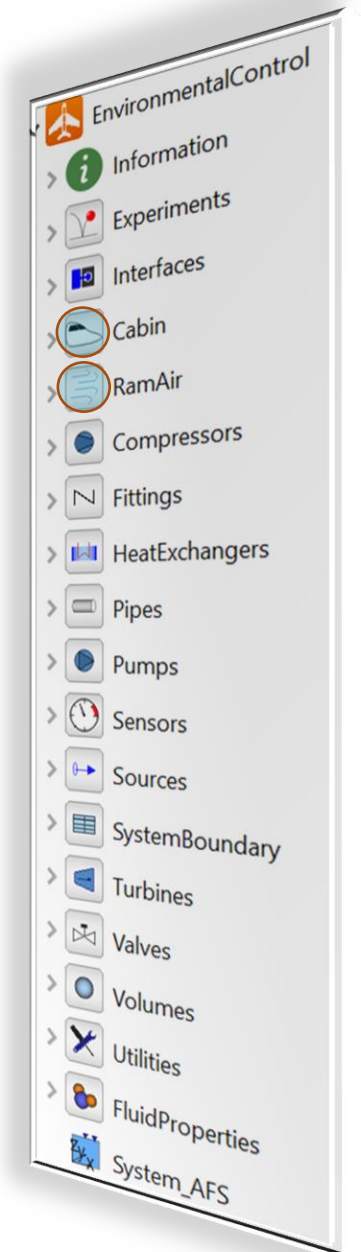 EnvironmentalControl
Information
Experiments
Interfaces
Cabin
RamAir
Compressors
Fittings
HeatExchangers
Pipes
Pumps
Sensors
Sources
SystemBoundary
Turbines
Valves
Volumes
Utilities
FluidProperties
System_AFS